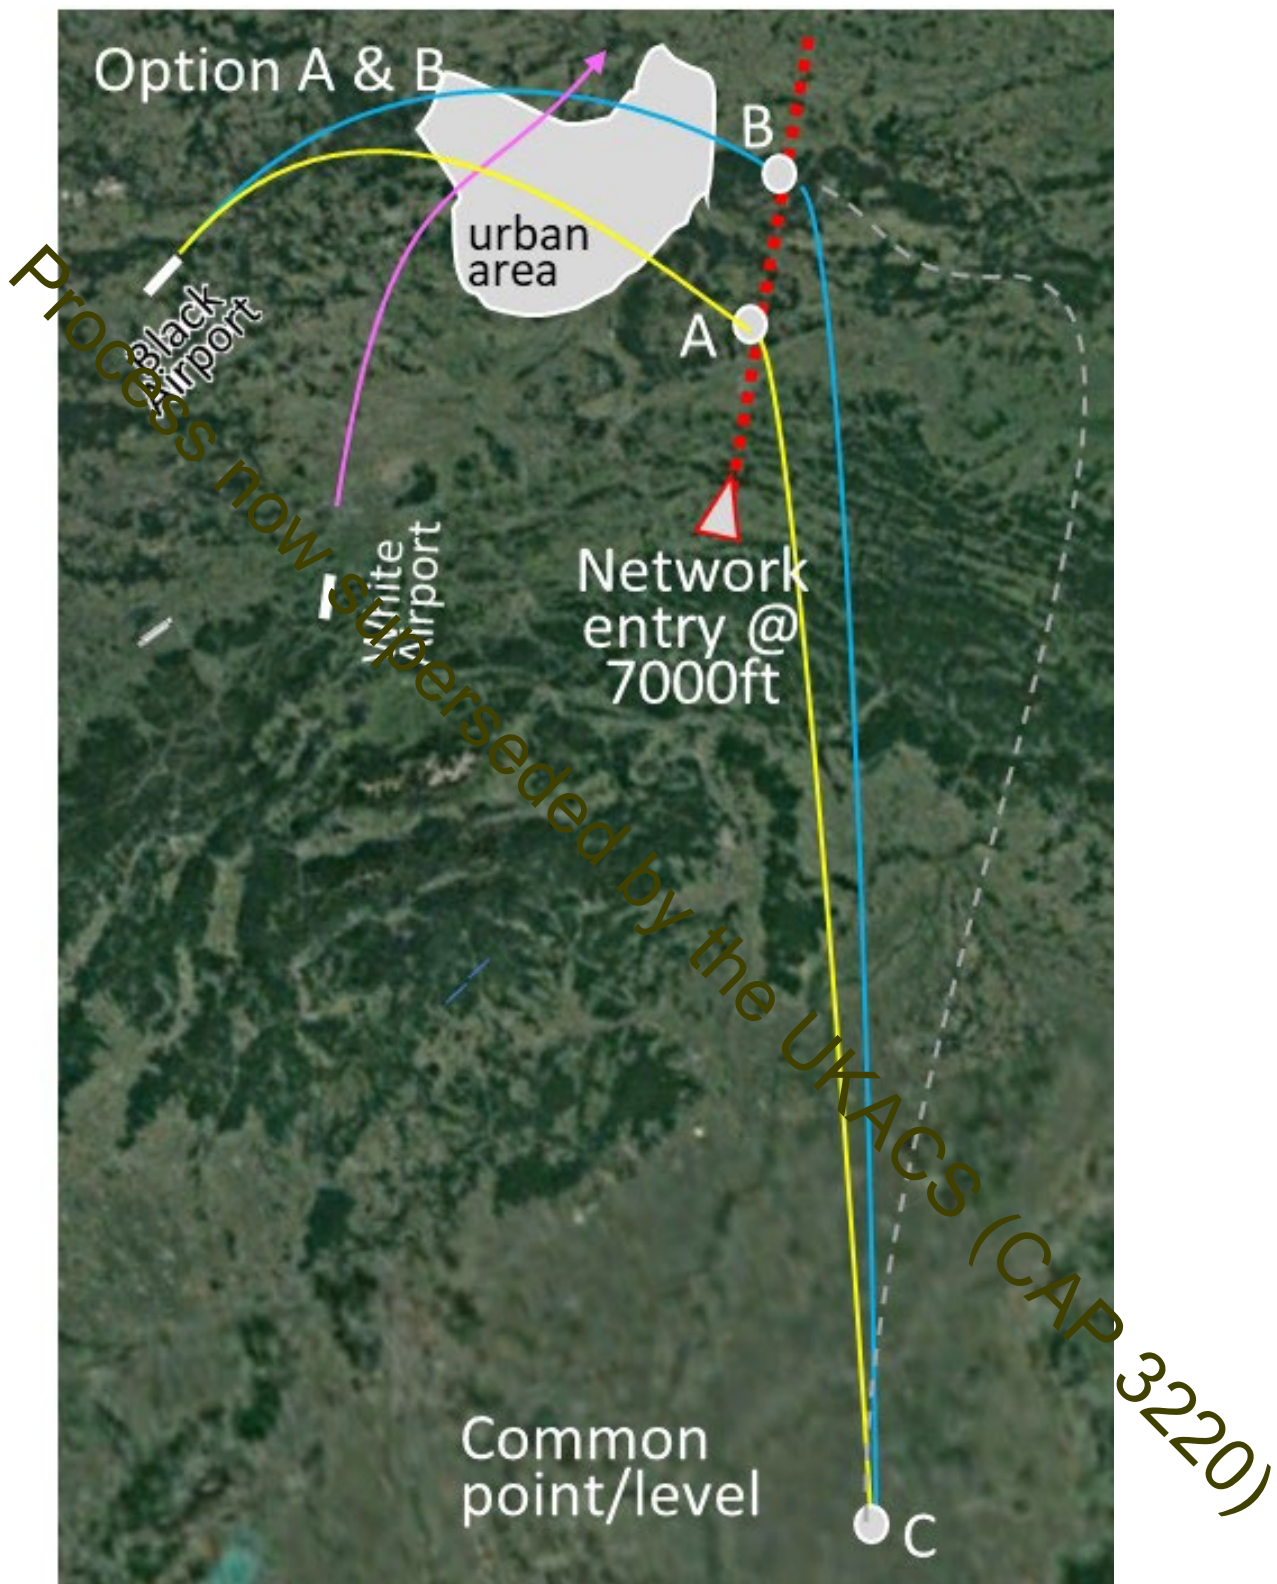 Option A & B
B
urban
area
A
Black
Airport
White
Airport
Network
entry @
7000ft
Process now superseded by the UKACS (CAP 3220)
Common
point/level
C